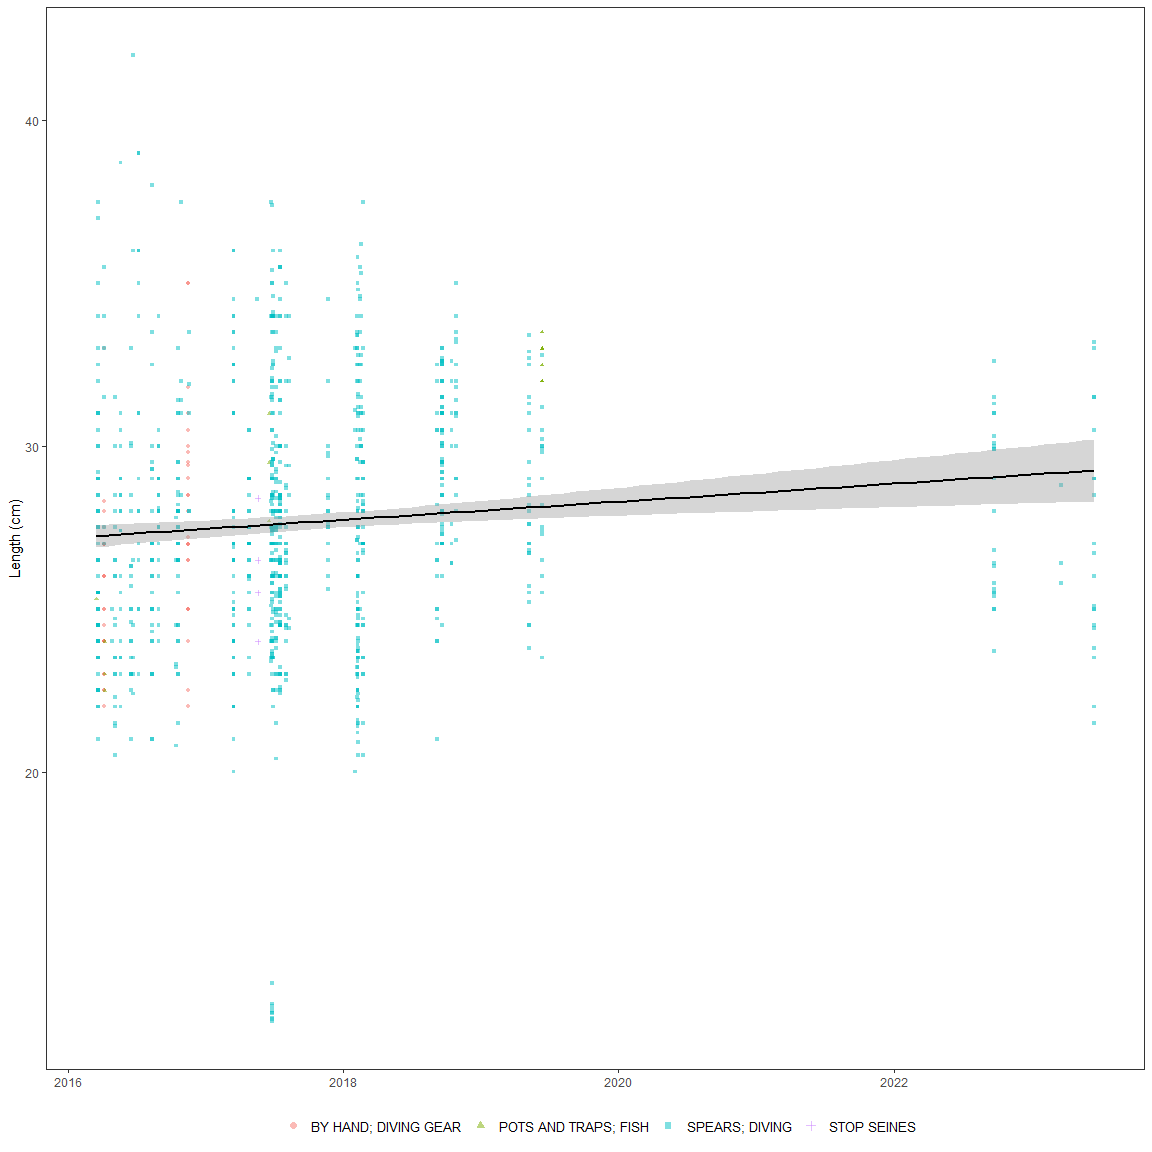 40
30
20
Length (cm)
2016
2018
2020
2022
BY HAND; DIVING GEAR
POTS AND TRAPS; FISH
SPEARS; DIVING
STOP SEINES